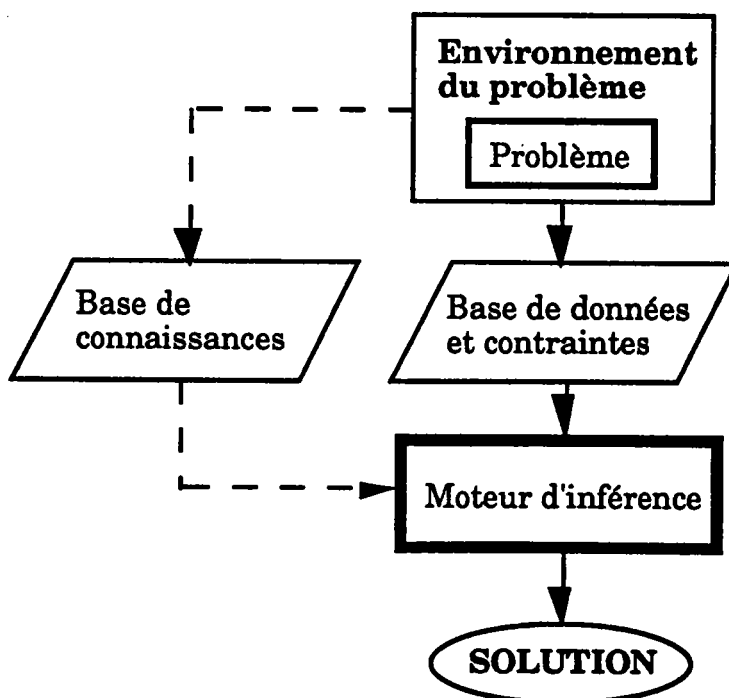 Environnement
du problème
Problème
Base de
connaissances
Base de données
et contraintes
Moteur d'inférence
SOLUTION